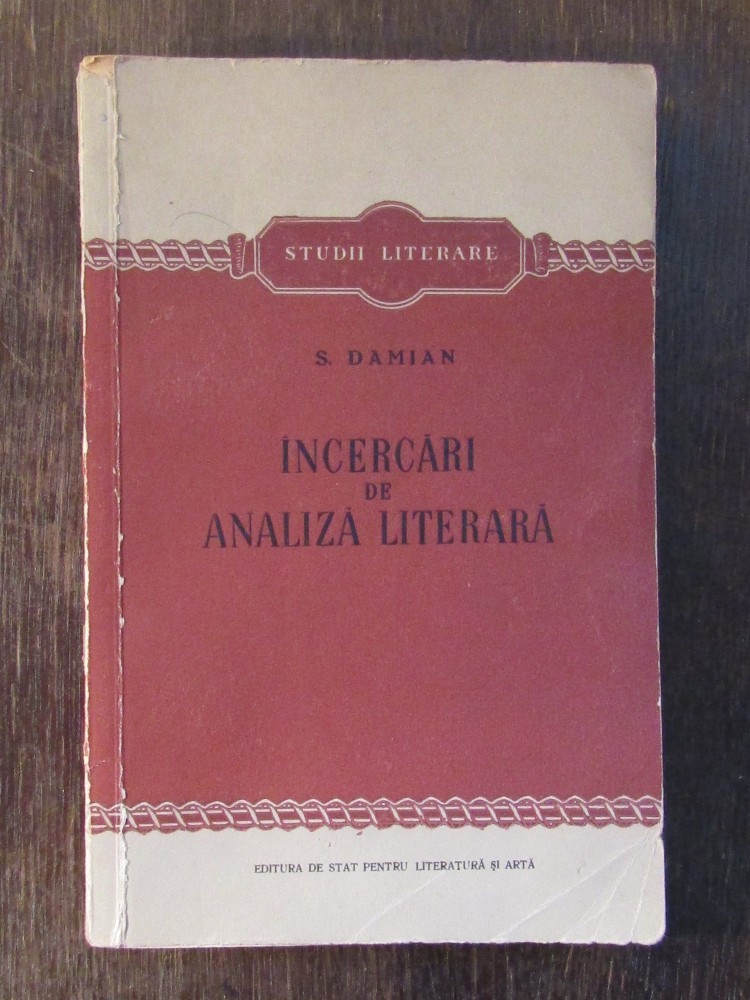 STUDII LITERARE
S. DAMIAN
ÎNCERCĂRI
DE
ANALIZĂ LITERARĂ
EDITURA DE STAT PENTRU LITERATURĂ ȘI ARTĂ